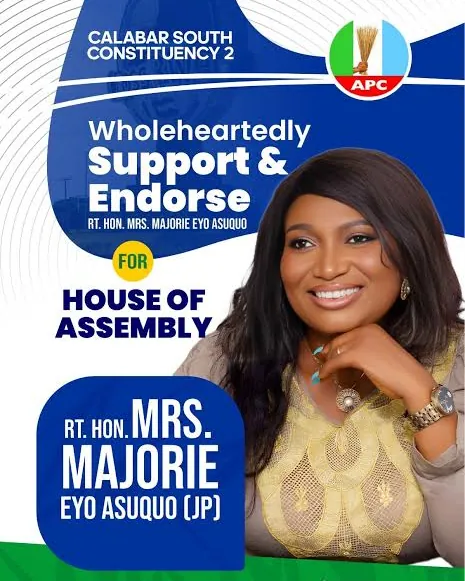 CALABAR SOUTH
CONSTITUENCY 2
APC
Wholeheartedly
Support &
Endorse
RT. HON. MRS. MAJORIE EYO ASUQUO
FOR
HOUSE OF
ASSEMBLY
RT. HON. MRS.
MAJORIE
EYO ASUQUO (JP)